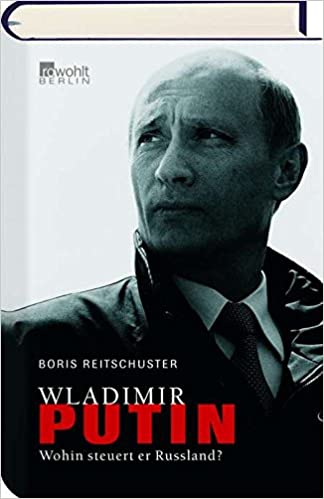 rowohlt
BERLIN
BORIS REITSCHUSTER
WLADIMIR
PUTIN
Wohin steuert er Russland?